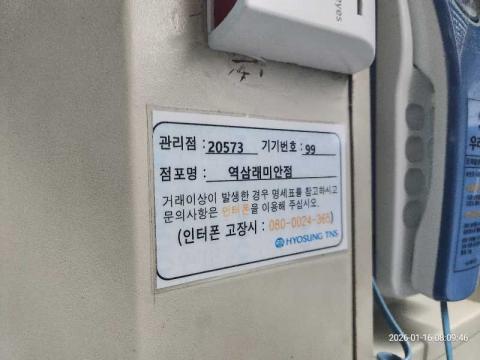 eyes
관리점 : 20573 기기번호 : 99
점포명 : 역삼래미안점
거래이상이 발생한 경우 명세표를 참고하시고
문의사항은 인터폰을 이용해 주십시오.
(인터폰 고장시 : 080-0024-365)
HYOSUNG TNS
2026-01-16 08:09:46